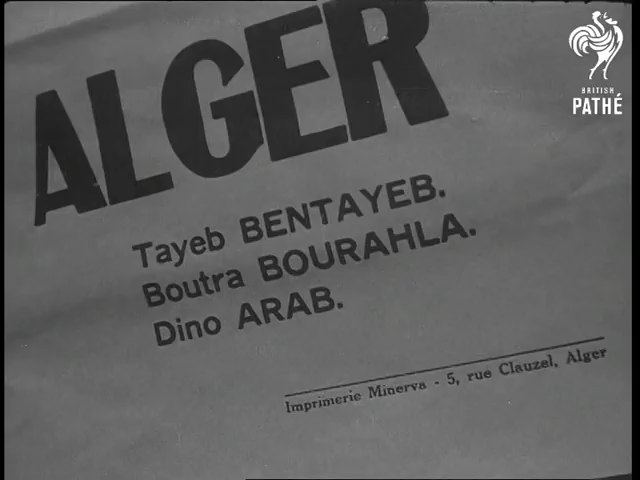 ALGER
BRITISH
PATHÉ
Tayeb BENTAYEB.
Boutra BOURAHLA.
Dino ARAB.
Imprimerie Minerva - 5, rue Clauzel, Alger